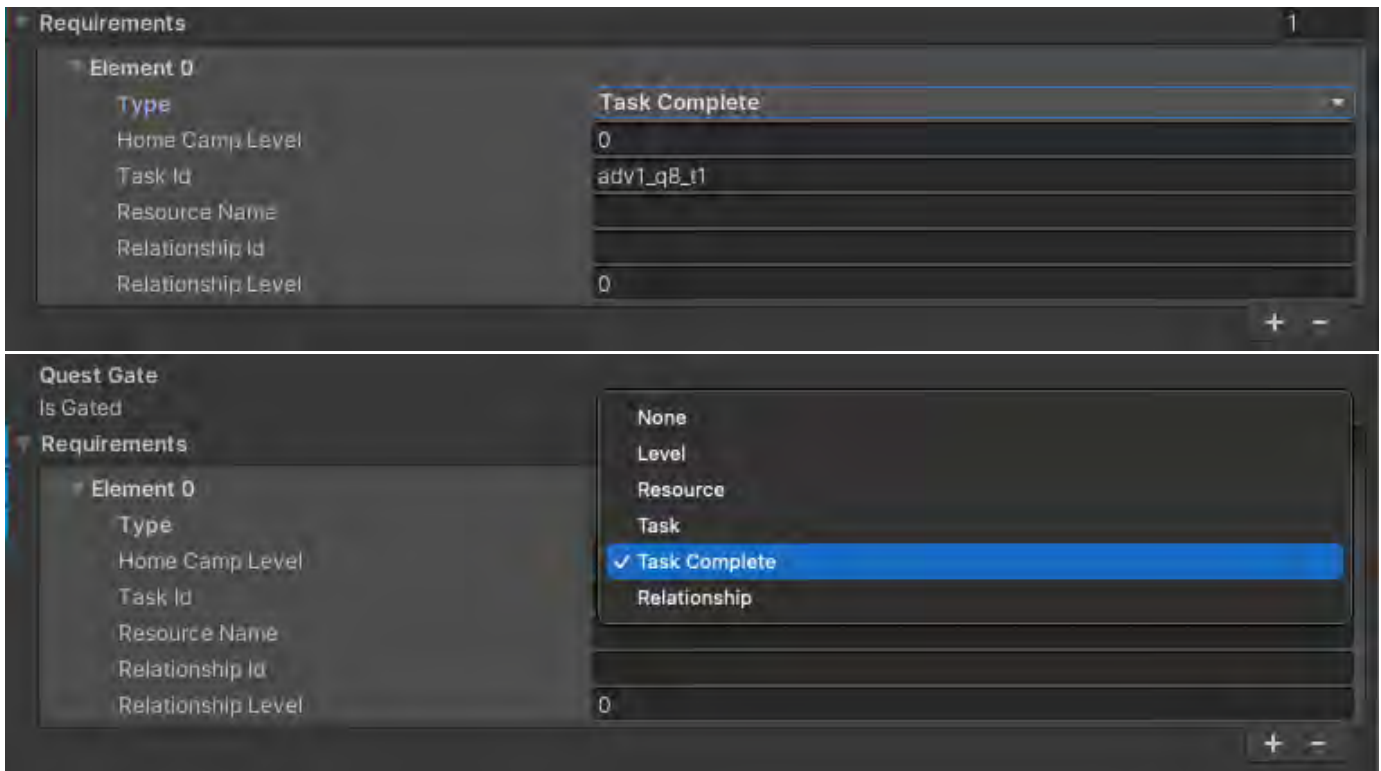 Requirements 1
Element 0
Type Task Complete
Home Camp Level 0
Task Id adv1_q8_t1
Resource Name
Relationship Id
Relationship Level 0
+ -
Quest Gate
Is Gated
Requirements
Element 0
Type
Home Camp Level
Task Id
Resource Name
Relationship Id
Relationship Level 0
None
Level
Resource
Task
✓ Task Complete
Relationship
+ -